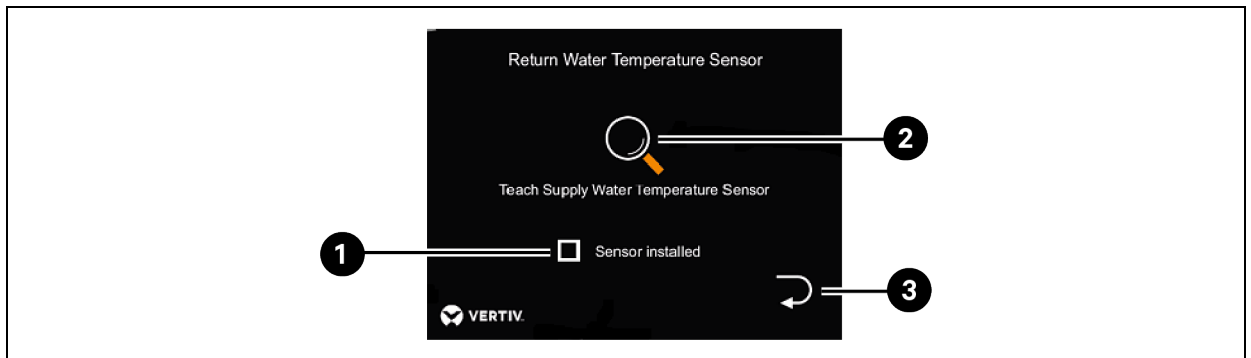 Return Water Temperature Sensor
2
Teach Supply Water Temperature Sensor
1
Sensor installed
3
VERTIV.